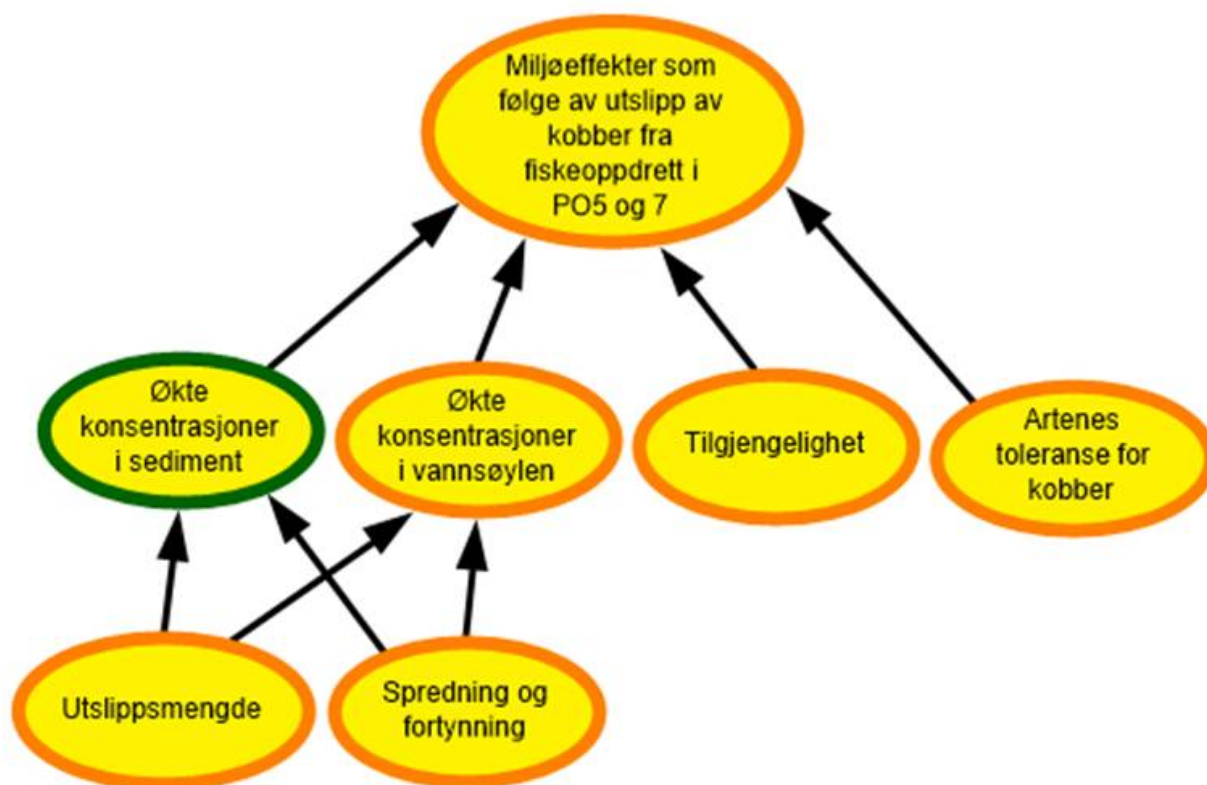 Miljøeffekter som
følge av utslipp av
kobber fra
fiskeoppdrett i
PO5 og 7
Økte
konsentrasjoner
i sediment
Økte
konsentrasjoner
i vannsøylen
Tilgjengelighet
Artenes
toleranse for
kobber
Utslippsmengde
Spredning og
fortynning